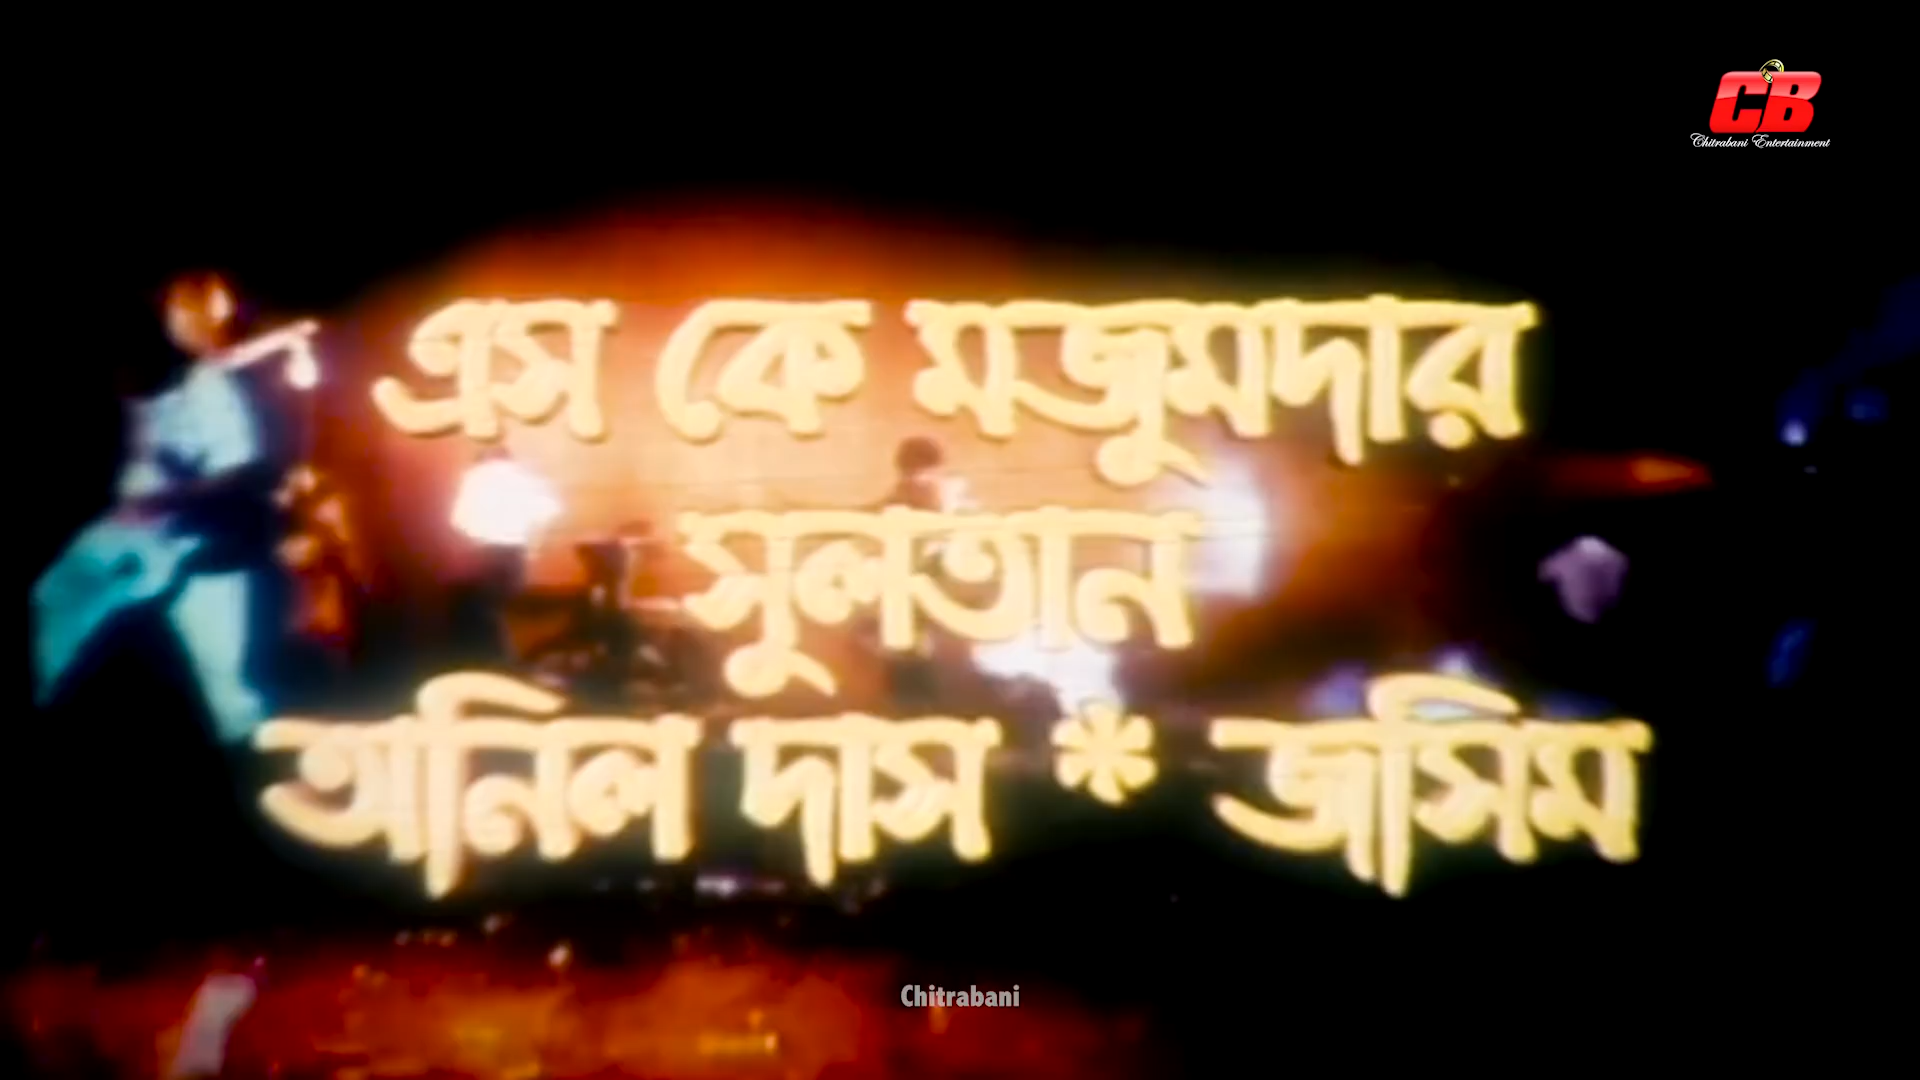 CB
Chitrabani Entertainment
এস কে মজুমদার
সুলতান
অনিল দাস * জসিম
Chitrabani